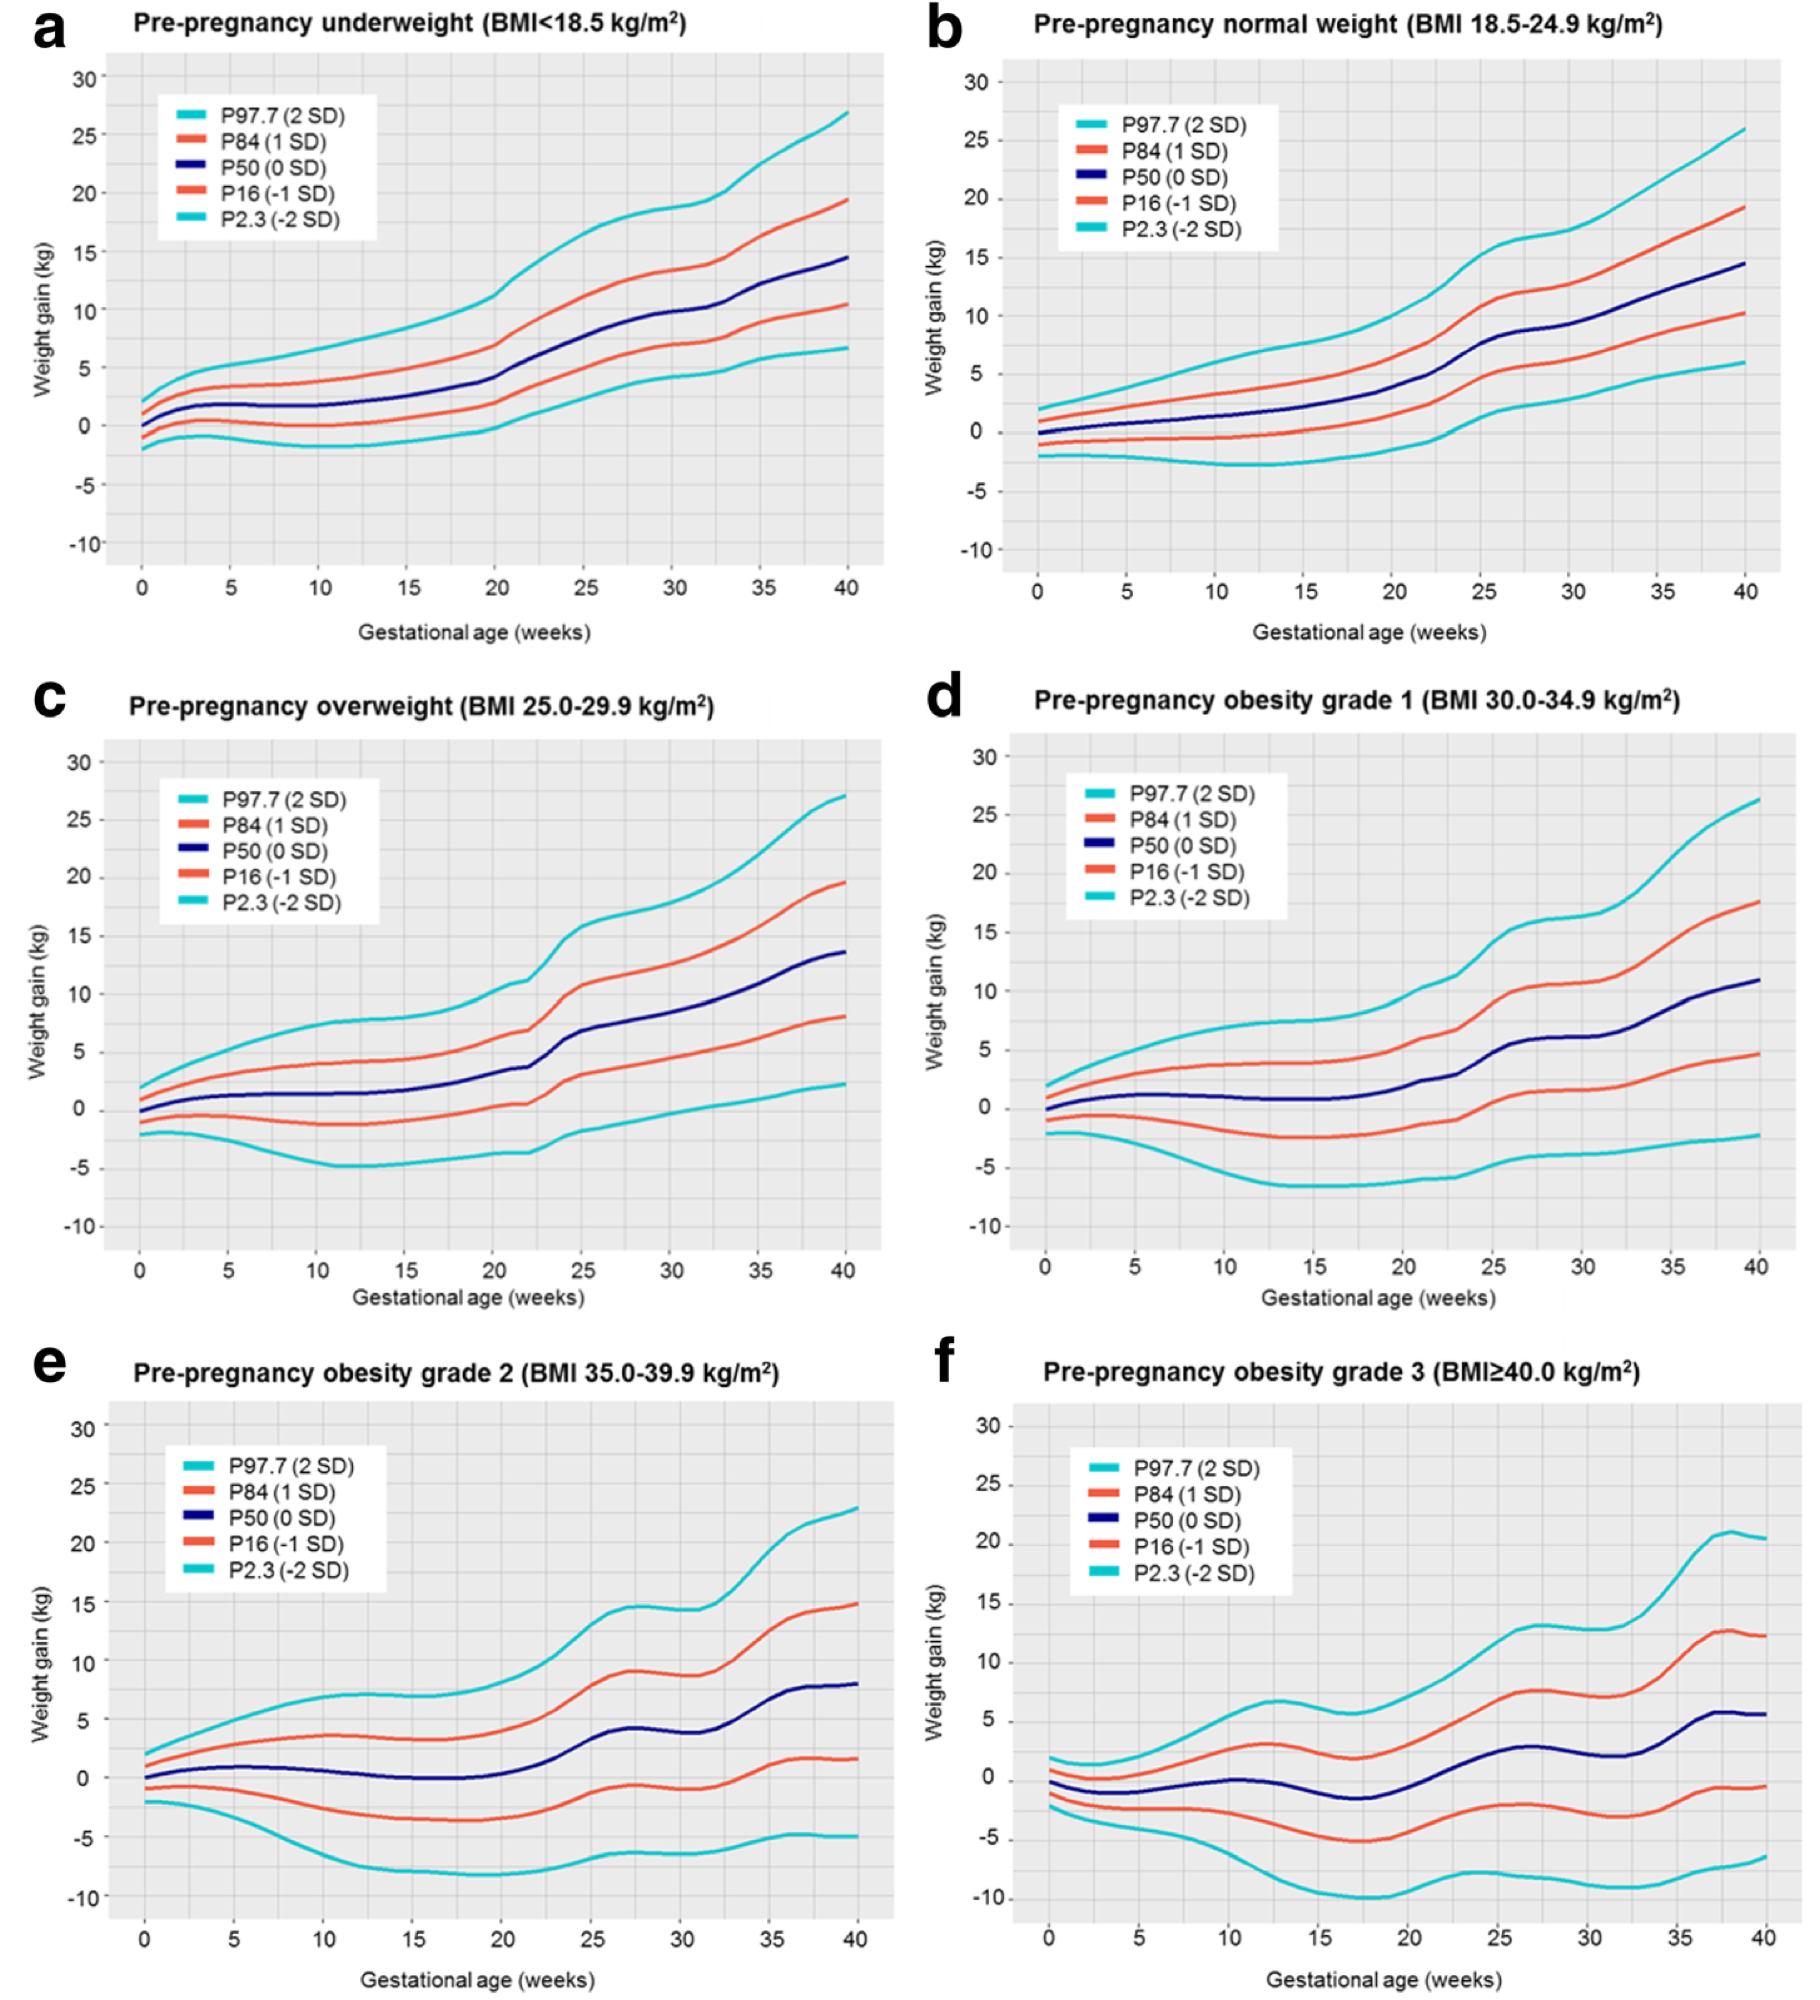 a
Pre-pregnancy underweight (BMI<18.5 kg/m²)
30
25
20
15
10
5
0
-5
-10
Weight gain (kg)
P97.7 (2 SD)
P84 (1 SD)
P50 (0 SD)
P16 (-1 SD)
P2.3 (-2 SD)
0 5 10 15 20 25 30 35 40
Gestational age (weeks)
b
Pre-pregnancy normal weight (BMI 18.5-24.9 kg/m²)
30
25
20
15
10
5
0
-5
-10
Weight gain (kg)
P97.7 (2 SD)
P84 (1 SD)
P50 (0 SD)
P16 (-1 SD)
P2.3 (-2 SD)
0 5 10 15 20 25 30 35 40
Gestational age (weeks)
c
Pre-pregnancy overweight (BMI 25.0-29.9 kg/m²)
30
25
20
15
10
5
0
-5
-10
Weight gain (kg)
P97.7 (2 SD)
P84 (1 SD)
P50 (0 SD)
P16 (-1 SD)
P2.3 (-2 SD)
0 5 10 15 20 25 30 35 40
Gestational age (weeks)
d
Pre-pregnancy obesity grade 1 (BMI 30.0-34.9 kg/m²)
30
25
20
15
10
5
0
-5
-10
Weight gain (kg)
P97.7 (2 SD)
P84 (1 SD)
P50 (0 SD)
P16 (-1 SD)
P2.3 (-2 SD)
0 5 10 15 20 25 30 35 40
Gestational age (weeks)
e
Pre-pregnancy obesity grade 2 (BMI 35.0-39.9 kg/m²)
30
25
20
15
10
5
0
-5
-10
Weight gain (kg)
P97.7 (2 SD)
P84 (1 SD)
P50 (0 SD)
P16 (-1 SD)
P2.3 (-2 SD)
0 5 10 15 20 25 30 35 40
Gestational age (weeks)
f
Pre-pregnancy obesity grade 3 (BMI≥40.0 kg/m²)
30
25
20
15
10
5
0
-5
-10
Weight gain (kg)
P97.7 (2 SD)
P84 (1 SD)
P50 (0 SD)
P16 (-1 SD)
P2.3 (-2 SD)
0 5 10 15 20 25 30 35 40
Gestational age (weeks)